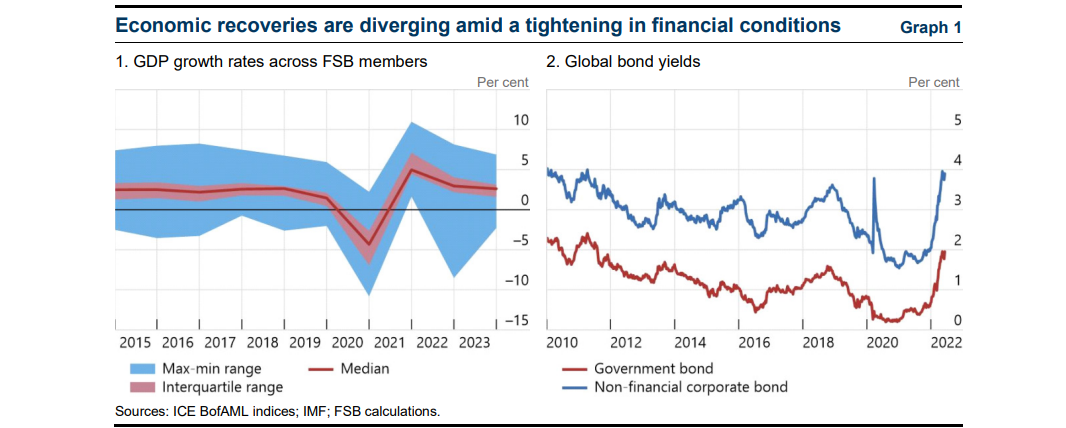 Economic recoveries are diverging amid a tightening in financial conditions Graph 1
1. GDP growth rates across FSB members
Per cent
10
5
0
–5
–10
–15
2015 2016 2017 2018 2019 2020 2021 2022 2023
Max-min range
Median
Interquartile range
2. Global bond yields
Per cent
5
4
3
2
1
0
2010 2012 2014 2016 2018 2020 2022
Government bond
Non-financial corporate bond
Sources: ICE BofAML indices; IMF; FSB calculations.